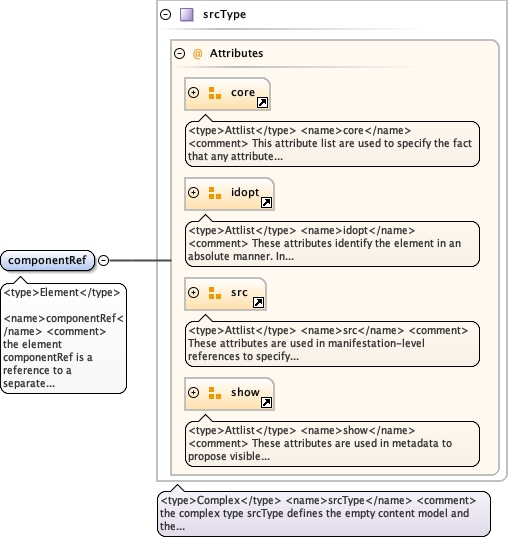 srcType
@ Attributes
core
<type>Attlist</type> <name>core</name>
<comment> This attribute list are used to specify the fact
that any attribute...
idopt
<type>Attlist</type> <name>idopt</name>
<comment> These attributes identify the element in an
absolute manner. In...
componentRef
<type>Element</type>
<name>componentRef<
/name> <comment>
the element
componentRef is a
reference to a
separate...
src
<type>Attlist</type> <name>src</name> <comment>
These attributes are used in manifestation-level
references to specify...
show
<type>Attlist</type> <name>show</name>
<comment> These attributes are used in metadata to
propose visible...
<type>Complex</type> <name>srcType</name> <comment>
the complex type srcType defines the empty content model and
the...